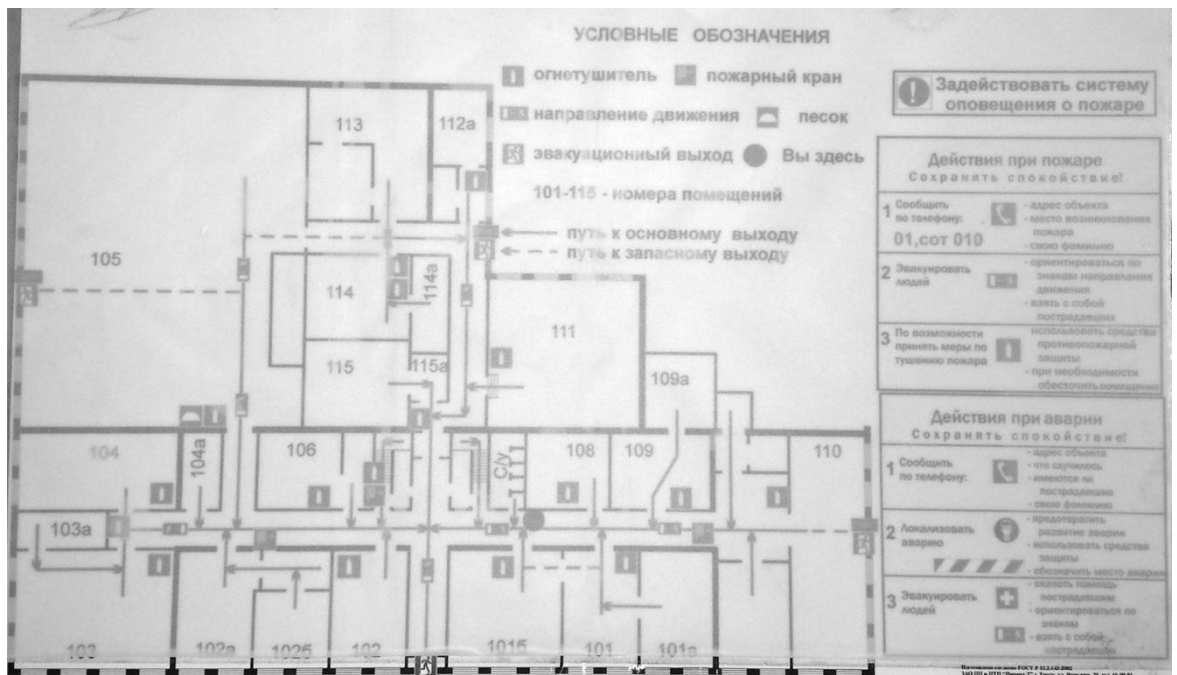 УСЛОВНЫЕ ОБОЗНАЧЕНИЯ
огнетушитель пожарный кран
направление движения песок
эвакуационный выход Вы здесь
101-115 - номера помещений
путь к основному выходу
путь к запасному выходу
Задействовать систему
оповещения о пожаре
Действия при пожаре
Сохранять спокойствие!
1 Сообщить
по телефону:
01,сот 010
- адрес объекта
- место возникновения
пожара
- свою фамилию
2 Эвакуировать
людей
- ориентироваться по
знакам направления
движения
- взять с собой
пострадавших
3 По возможности
принять меры по
тушению пожара
использовать средства
противопожарной
защиты
- при необходимости
обесточить помещение
Действия при аварии
Сохранять спокойствие!
1 Сообщить
по телефону:
- адрес объекта
- что случилось
- имеются ли
пострадавшие
- свою фамилию
2 Локализовать
аварию
- предотвратить
развитие аварии
- использовать средства
защиты
- обозначить место аварии
3 Эвакуировать
людей
- оказать помощь
пострадавшим
- ориентироваться по
знакам
- взять с собой
пострадавших
113
112а
105
114
114а
111
115
115а
109а
104
104а
106
С/у
108
109
110
103а
103
102а
102б
102
101б
101
101а